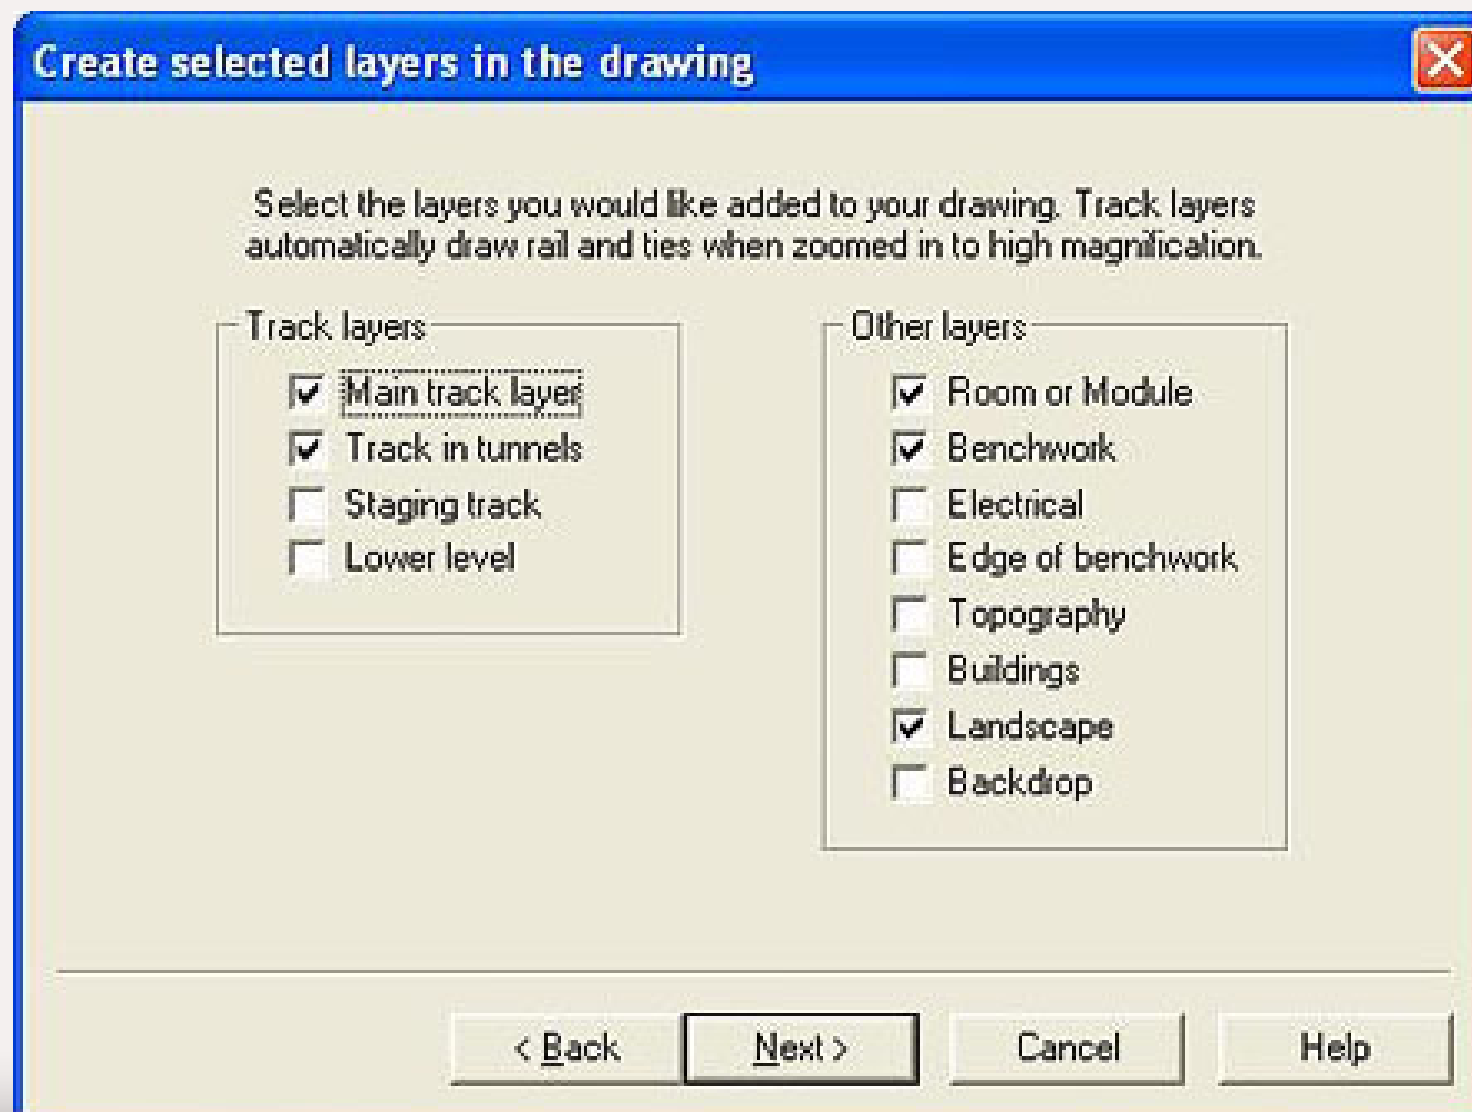 Create selected layers in the drawing
Select the layers you would like added to your drawing. Track layers
automatically draw rail and ties when zoomed in to high magnification.
Track layers
Main track layer
Track in tunnels
Staging track
Lower level
Other layers
Room or Module
Benchwork
Electrical
Edge of benchwork
Topography
Buildings
Landscape
Backdrop
< Back
Next >
Cancel
Help